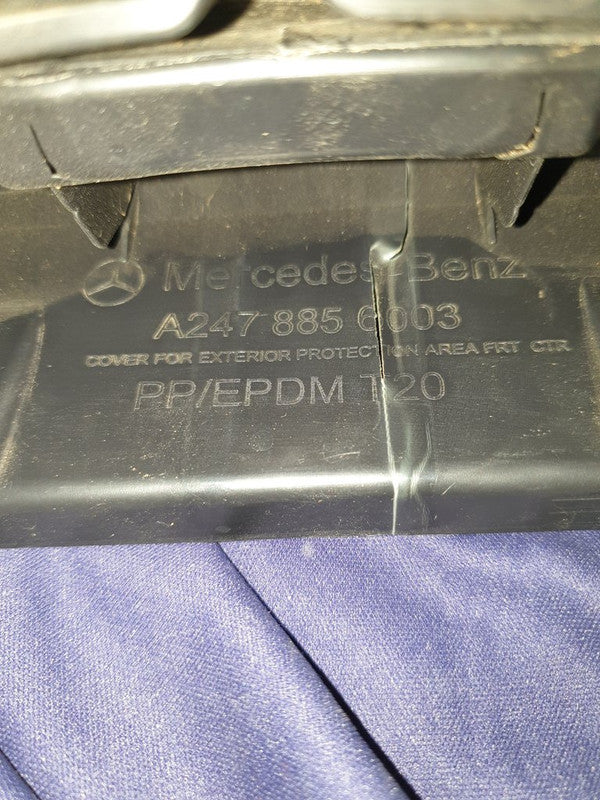 Mercedes-Benz
A247 885 6003
COVER FOR EXTERIOR PROTECTION AREA FRT CTR
PP/EPDM T20